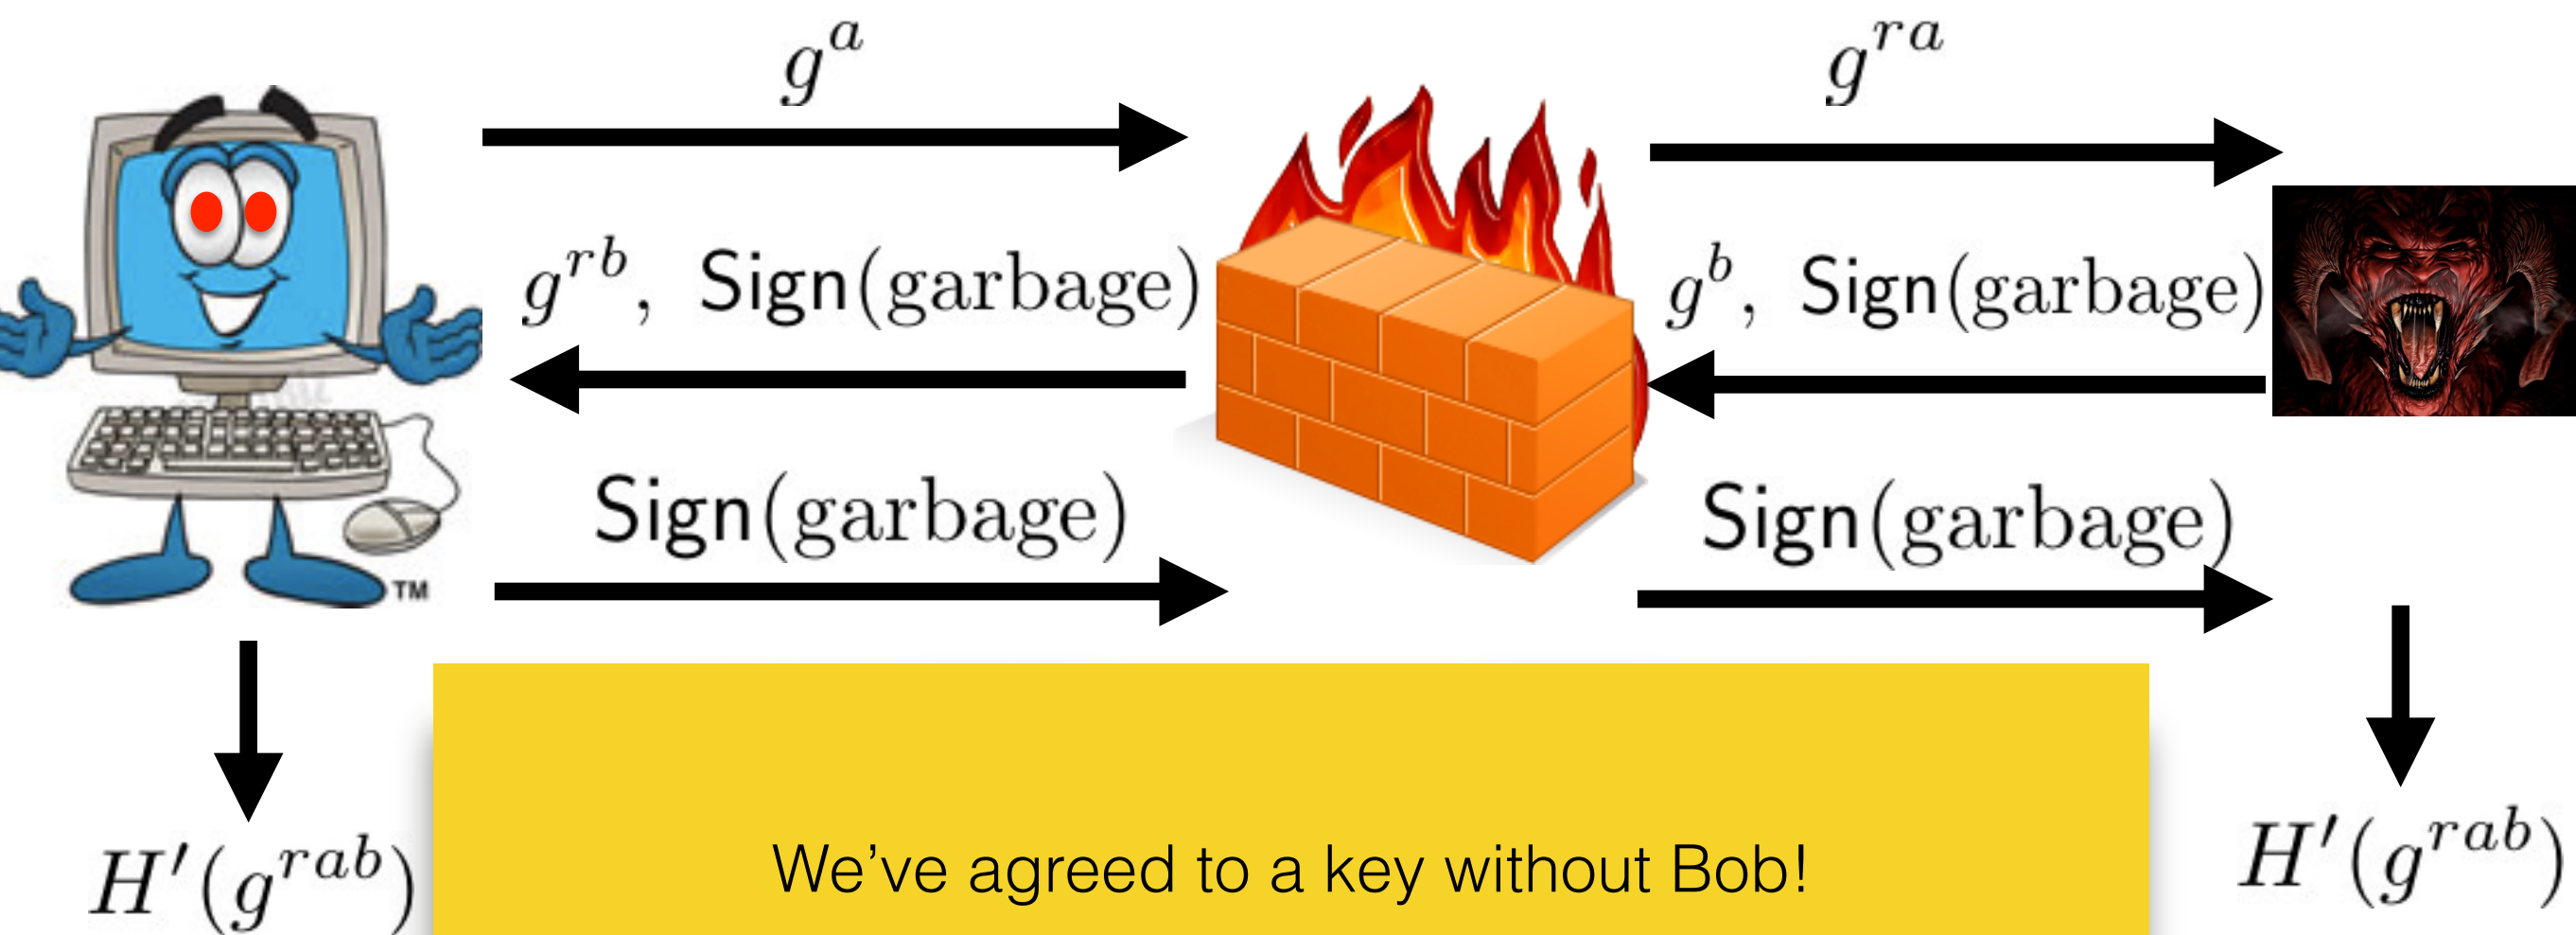 g^a
g^{ra}
g^{rb}, Sign(garbage)
g^b, Sign(garbage)
Sign(garbage)
Sign(garbage)
TM
We’ve agreed to a key without Bob!
H′(g^{rab})
H′(g^{rab})